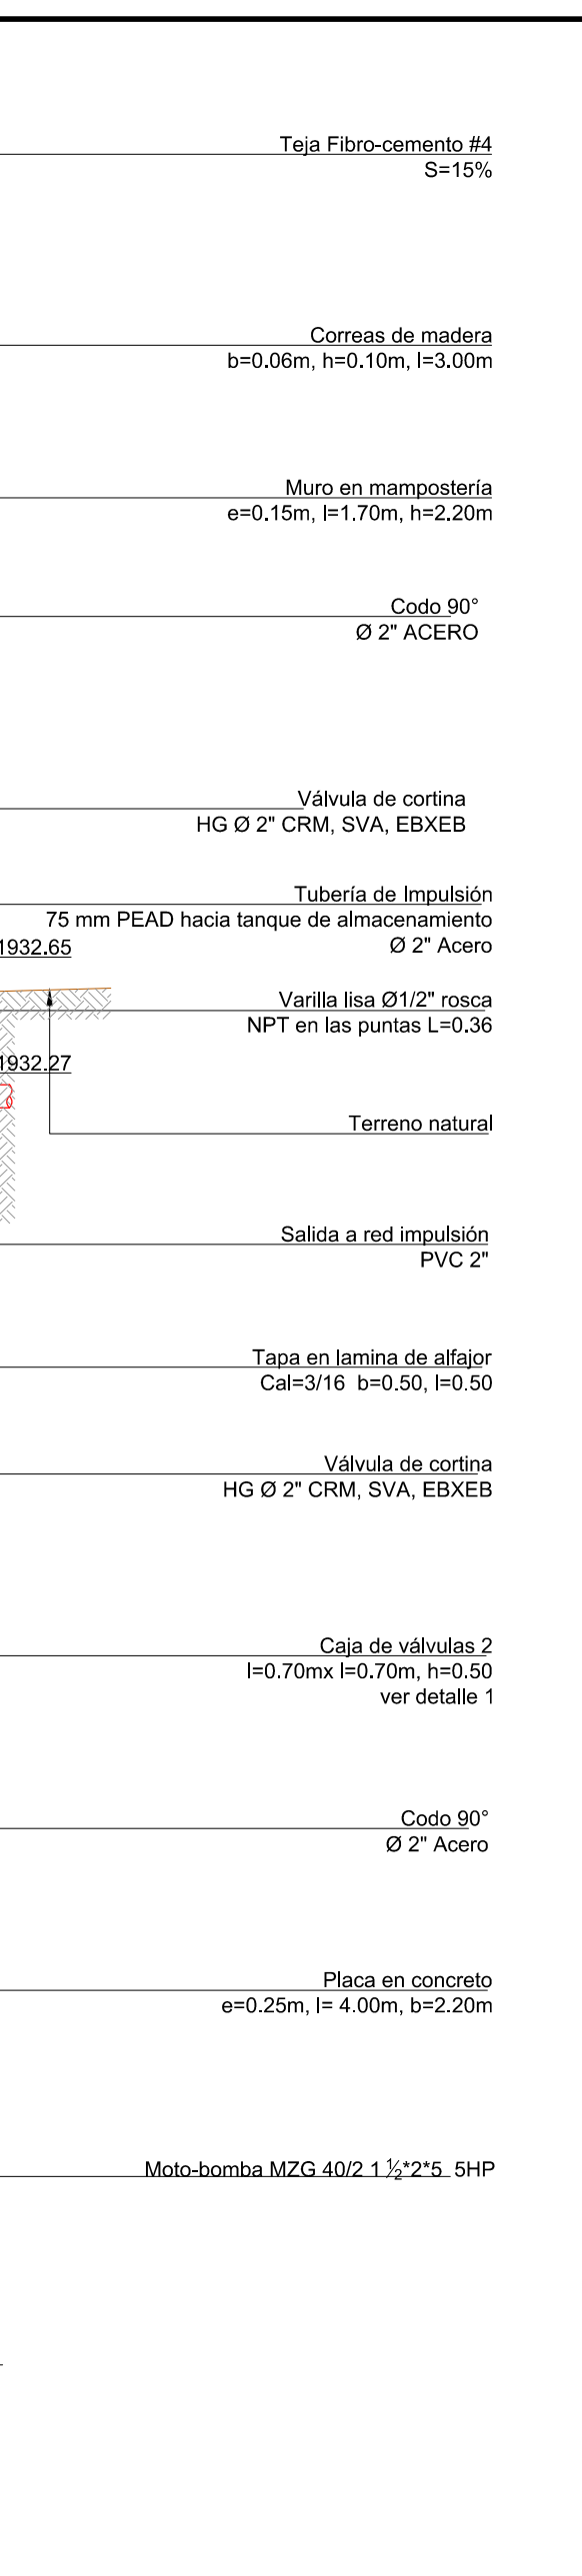 Teja Fibro-cemento #4
S=15%
Correas de madera
b=0.06m, h=0.10m, l=3.00m
Muro en mampostería
e=0.15m, l=1.70m, h=2.20m
Codo 90°
Ø 2" ACERO
Válvula de cortina
HG Ø 2" CRM, SVA, EBXEB
Tubería de Impulsión
75 mm PEAD hacia tanque de almacenamiento
1932.65
Ø 2" Acero
Varilla lisa Ø1/2" rosca
NPT en las puntas L=0.36
1932.27
Terreno natural
Salida a red impulsión
PVC 2"
Tapa en lamina de alfajor
Cal=3/16 b=0.50, l=0.50
Válvula de cortina
HG Ø 2" CRM, SVA, EBXEB
Caja de válvulas 2
l=0.70mx l=0.70m, h=0.50
ver detalle 1
Codo 90°
Ø 2" Acero
Placa en concreto
e=0.25m, l= 4.00m, b=2.20m
Moto-bomba MZG 40/2 1 ½*2*5 5HP